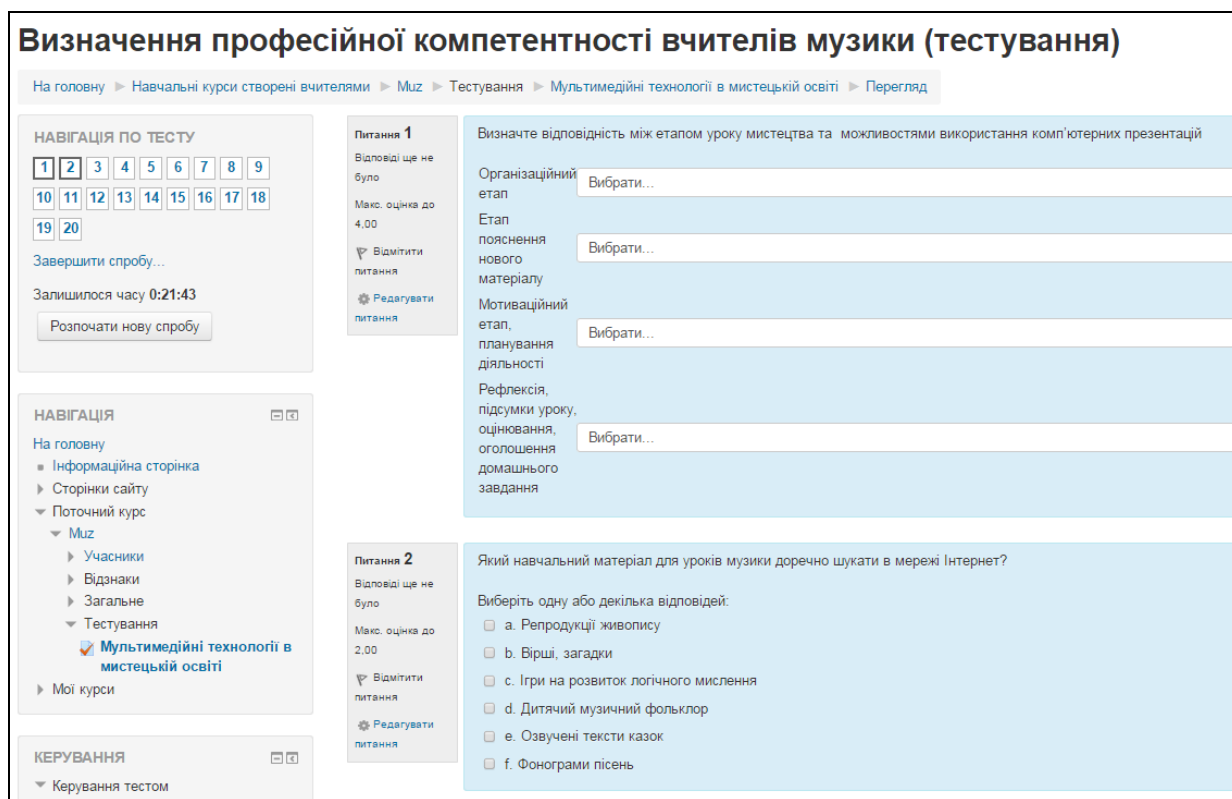 Визначення професійної компетентності вчителів музики (тестування)
На головну ▶ Навчальні курси створені вчителями ▶ Muz ▶ Тестування ▶ Мультимедійні технології в мистецькій освіті ▶ Перегляд
НАВІГАЦІЯ ПО ТЕСТУ
1 2 3 4 5 6 7 8 9
10 11 12 13 14 15 16 17 18
19 20
Завершити спробу...
Залишилося часу 0:21:43
Розпочати нову спробу
НАВІГАЦІЯ
На головну
Інформаційна сторінка
Сторінки сайту
Поточний курс
Muz
Учасники
Відзнаки
Загальне
Тестування
Мультимедійні технології в
мистецькій освіті
Мої курси
КЕРУВАННЯ
Керування тестом
Питання 1
Відповіді ще не
було
Макс. оцінка до
4,00
Відмітити
питання
Редагувати
питання
Визначте відповідність між етапом уроку мистецтва та можливостями використання комп'ютерних презентацій
Організаційний
етап
Вибрати...
Етап
пояснення
нового
матеріалу
Вибрати...
Мотиваційний
етап,
планування
діяльності
Вибрати...
Рефлексія,
підсумки уроку,
оцінювання,
оголошення
домашнього
завдання
Вибрати...
Питання 2
Відповіді ще не
було
Макс. оцінка до
2,00
Відмітити
питання
Редагувати
питання
Який навчальний матеріал для уроків музики доречно шукати в мережі Інтернет?
Виберіть одну або декілька відповідей:
a. Репродукції живопису
b. Вірші, загадки
c. Ігри на розвиток логічного мислення
d. Дитячий музичний фольклор
e. Озвучені тексти казок
f. Фонограми пісень